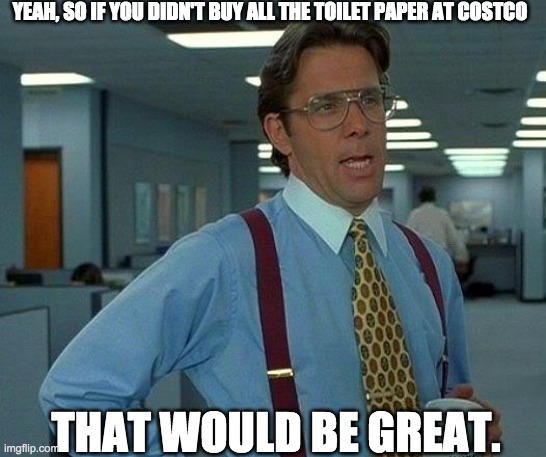 YEAH, SO IF YOU DIDN'T BUY ALL THE TOILET PAPER AT COSTCO
THAT WOULD BE GREAT.
imgflip.com